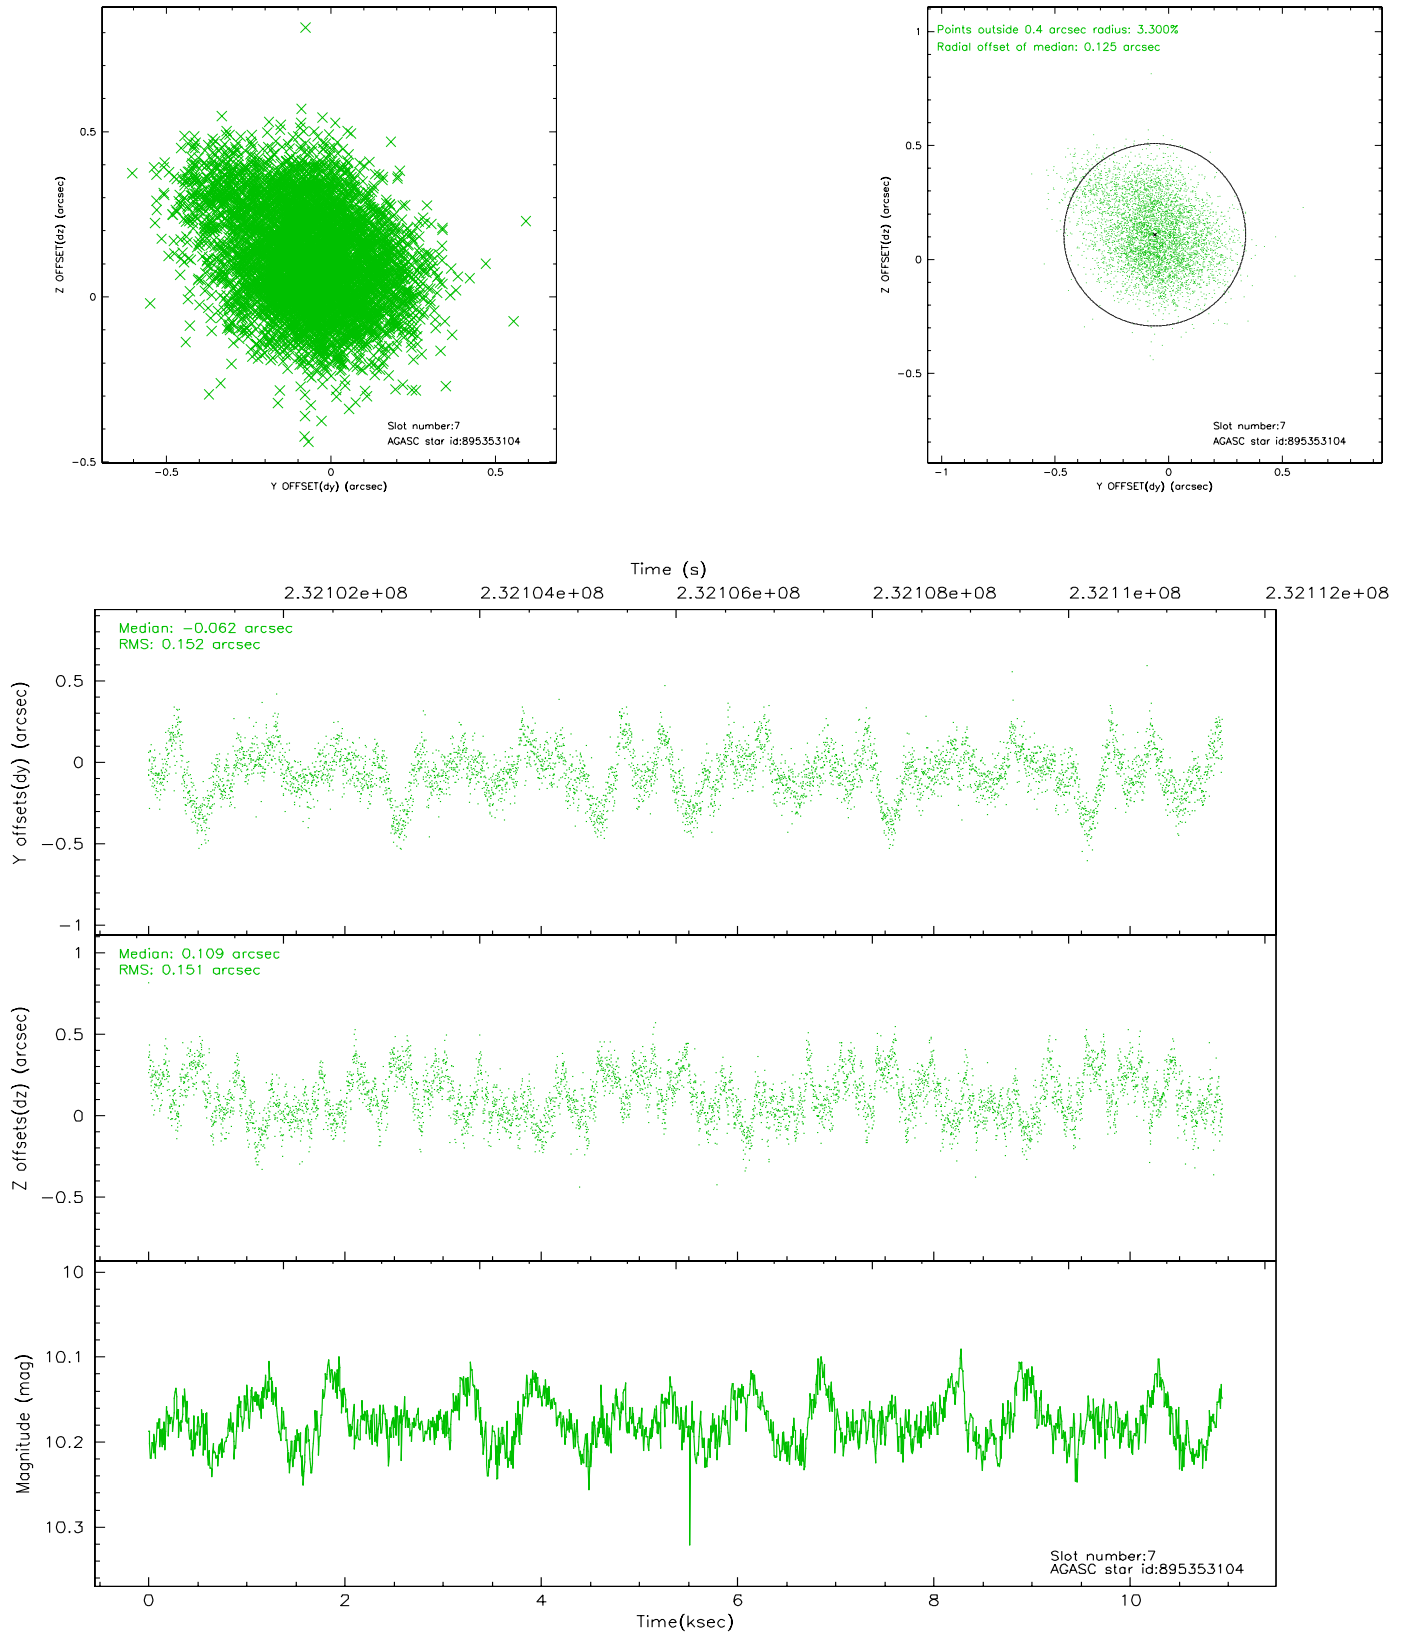 0.5
0
-0.5
Z OFFSET(dz) (arcsec)
-0.5
0
0.5
Y OFFSET(dy) (arcsec)
Slot number:7
AGASC star id:895353104
Points outside 0.4 arcsec radius: 3.300%
Radial offset of median: 0.125 arcsec
1
0.5
0
-0.5
Z OFFSET(dz) (arcsec)
-1
-0.5
0
0.5
Y OFFSET(dy) (arcsec)
Slot number:7
AGASC star id:895353104
Time (s)
2.32102e+08
2.32104e+08
2.32106e+08
2.32108e+08
2.3211e+08
2.32112e+08
Median: -0.062 arcsec
RMS: 0.152 arcsec
0.5
0
-0.5
-1
Y offsets(dy) (arcsec)
Median: 0.109 arcsec
RMS: 0.151 arcsec
1
0.5
0
-0.5
Z offsets(dz) (arcsec)
10
10.1
10.2
10.3
Magnitude (mag)
Slot number:7
AGASC star id:895353104
0
2
4
6
8
10
Time(ksec)